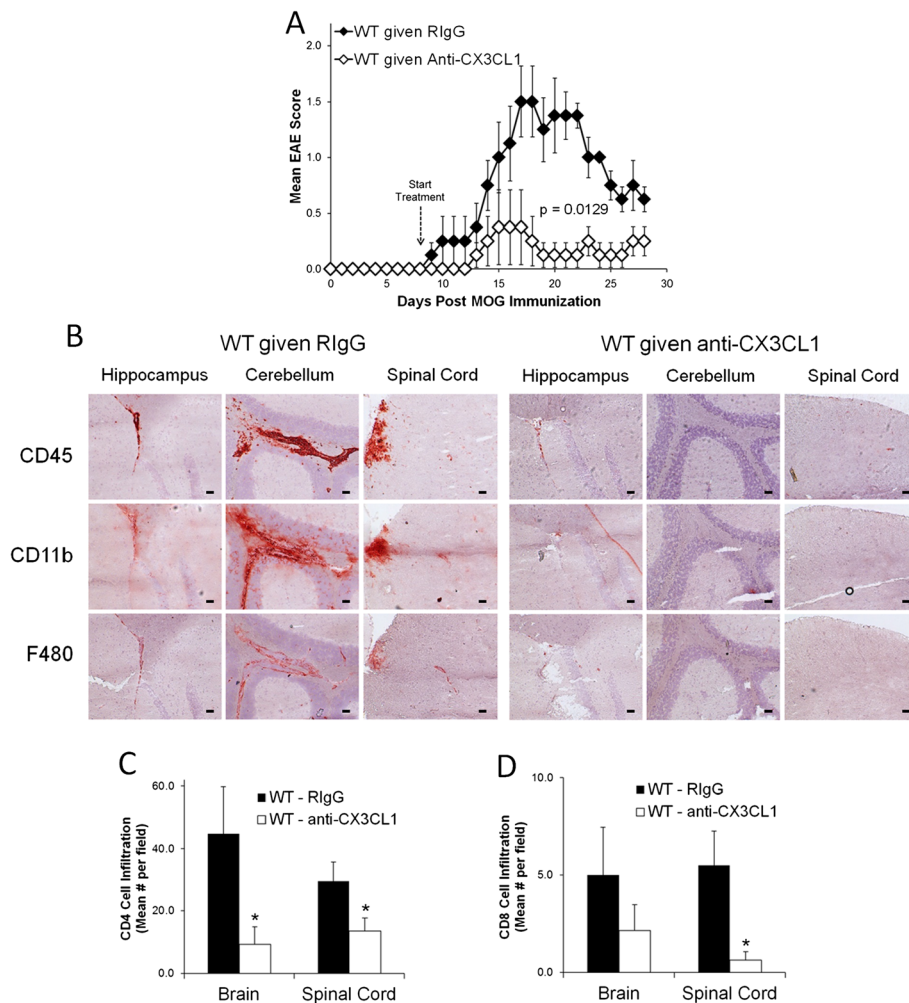 A
WT given RIgG
WT given Anti-CX3CL1
2.0
1.5
1.0
0.5
0.0
Mean EAE Score
Start
Treatment
p = 0.0129
0 5 10 15 20 25 30
Days Post MOG Immunization
B
WT given RIgG WT given anti-CX3CL1
Hippocampus Cerebellum Spinal Cord Hippocampus Cerebellum Spinal Cord
CD45
CD11b
F480
C
60.0
40.0
20.0
0.0
CD4 Cell Infiltration
(Mean # per field)
WT - RIgG
WT - anti-CX3CL1
* *
Brain Spinal Cord
D
10.0
5.0
0.0
CD8 Cell Infiltration
(Mean # per field)
WT - RIgG
WT - anti-CX3CL1
*
Brain Spinal Cord